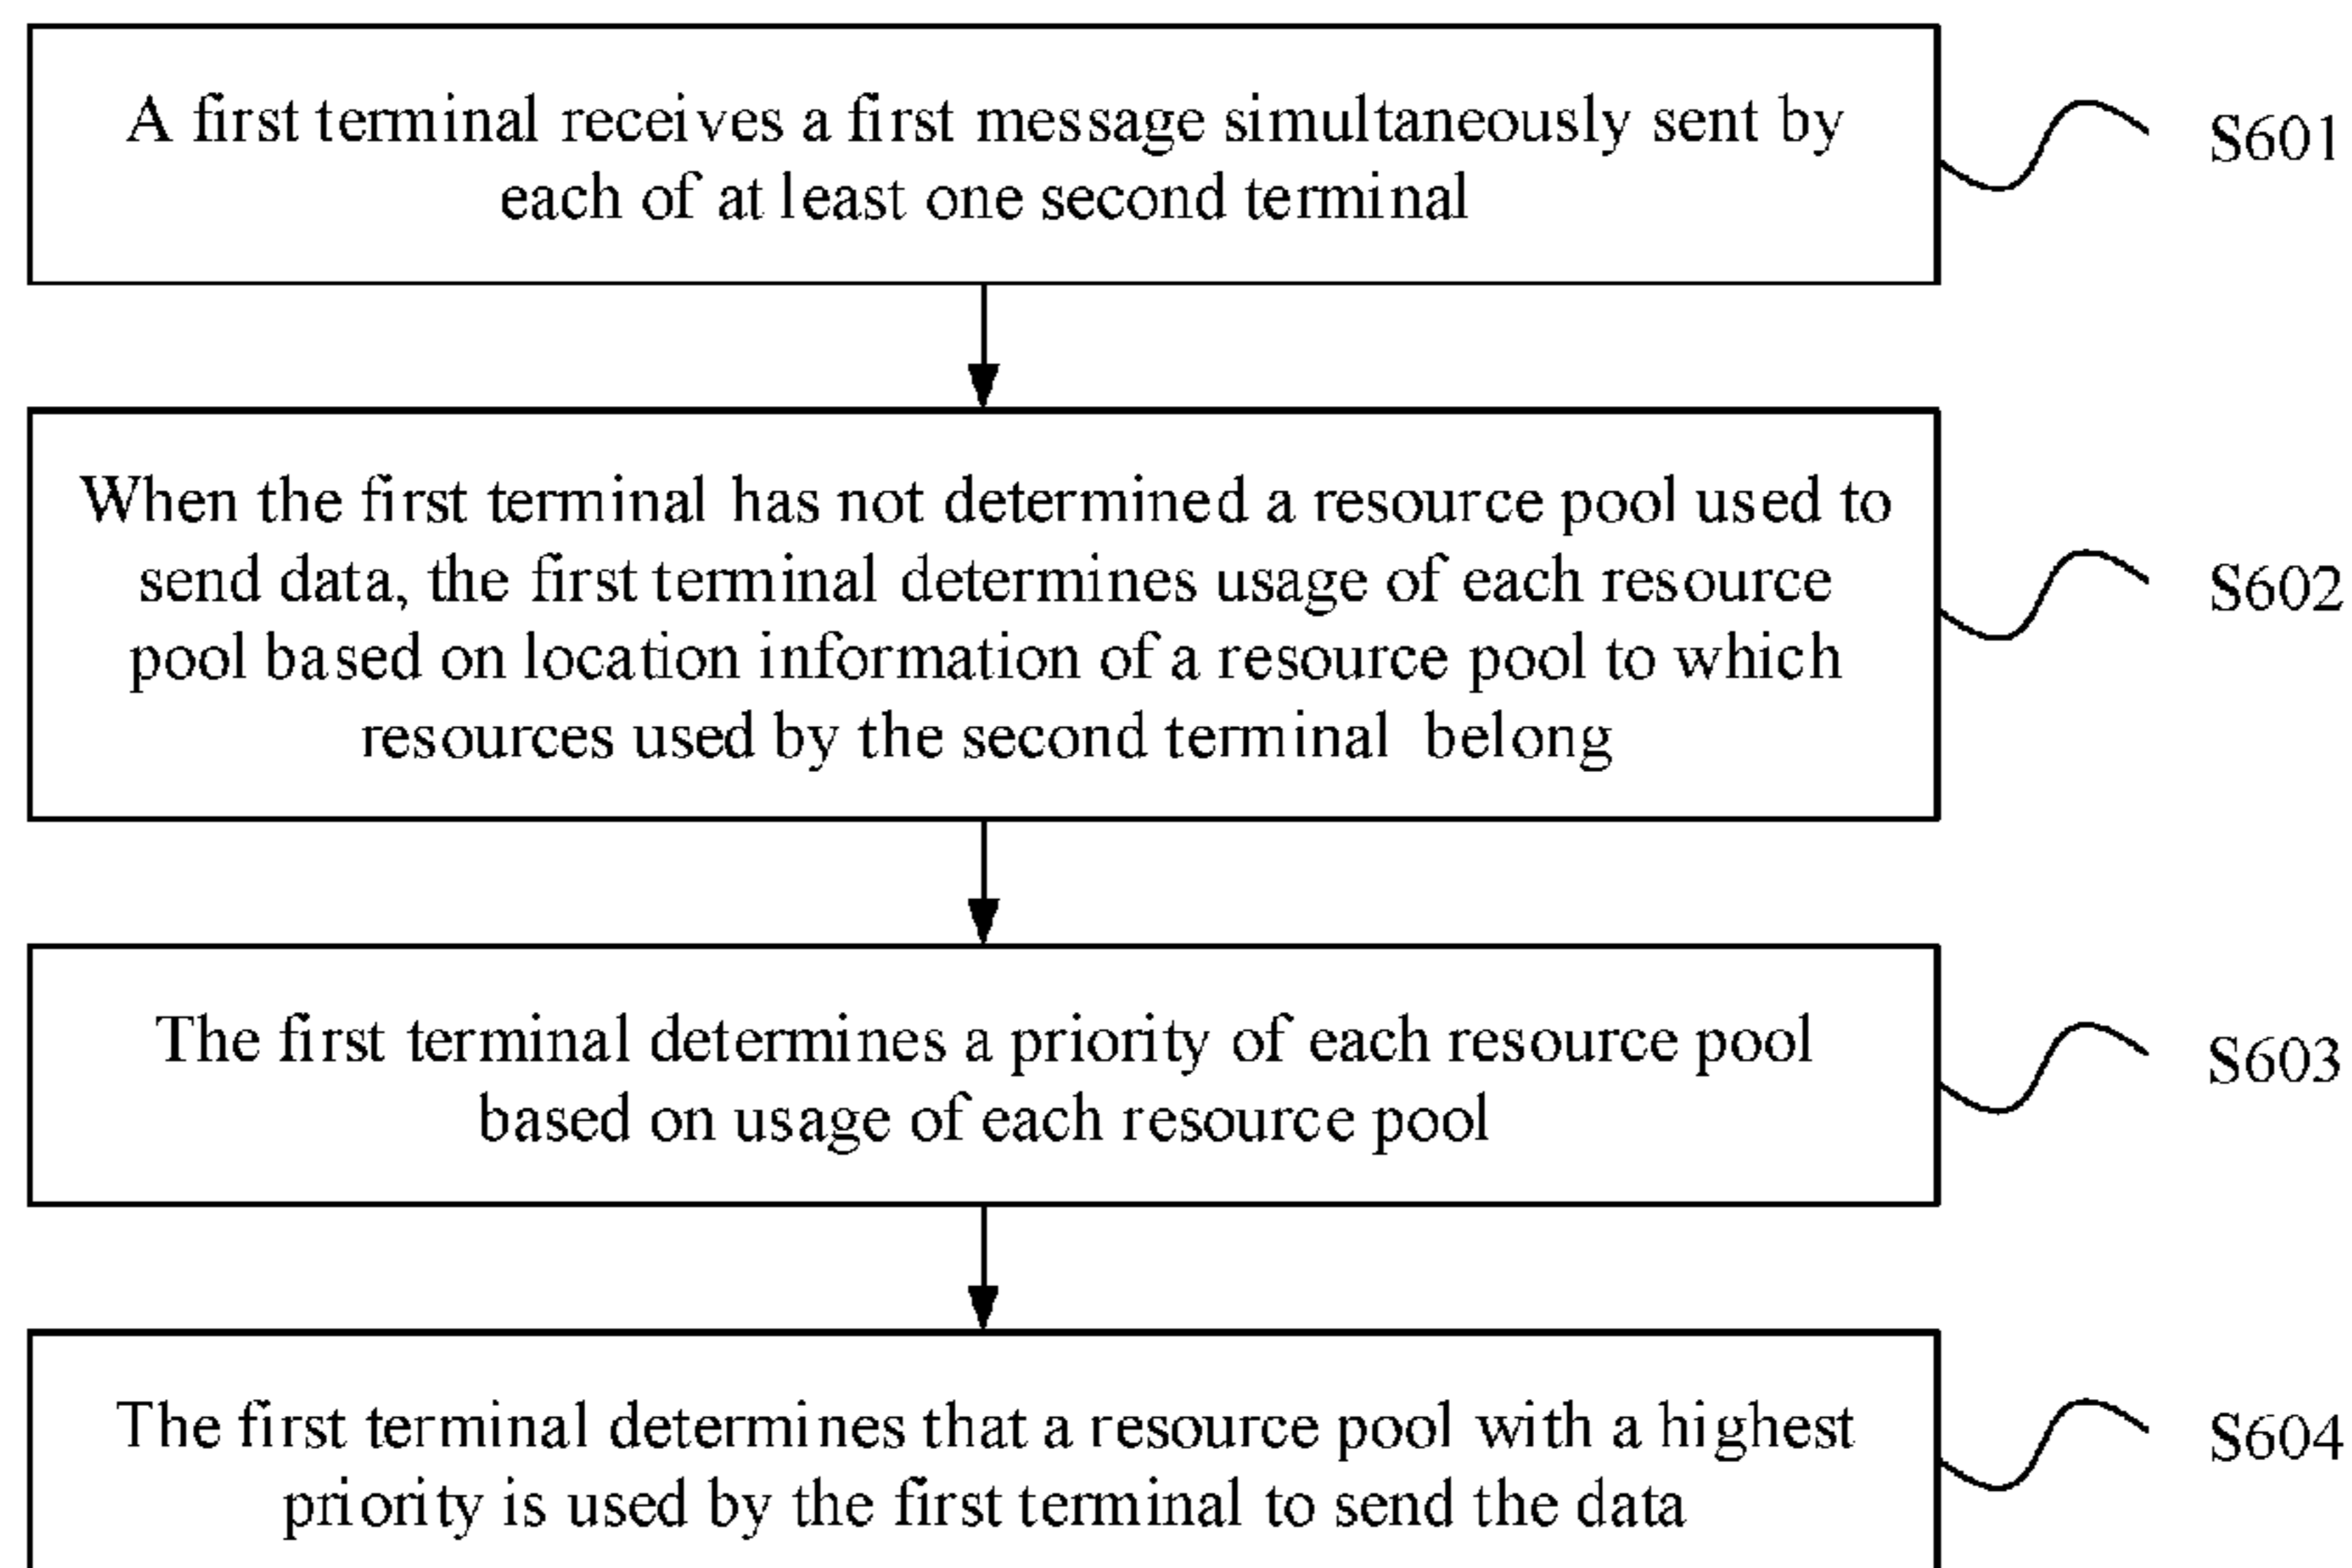 A first terminal receives a first message simultaneously sent by
each of at least one second terminal
S601
When the first terminal has not determined a resource pool used to
send data, the first terminal determines usage of each resource
pool based on location information of a resource pool to which
resources used by the second terminal belong
S602
The first terminal determines a priority of each resource pool
based on usage of each resource pool
S603
The first terminal determines that a resource pool with a highest
priority is used by the first terminal to send the data
S604